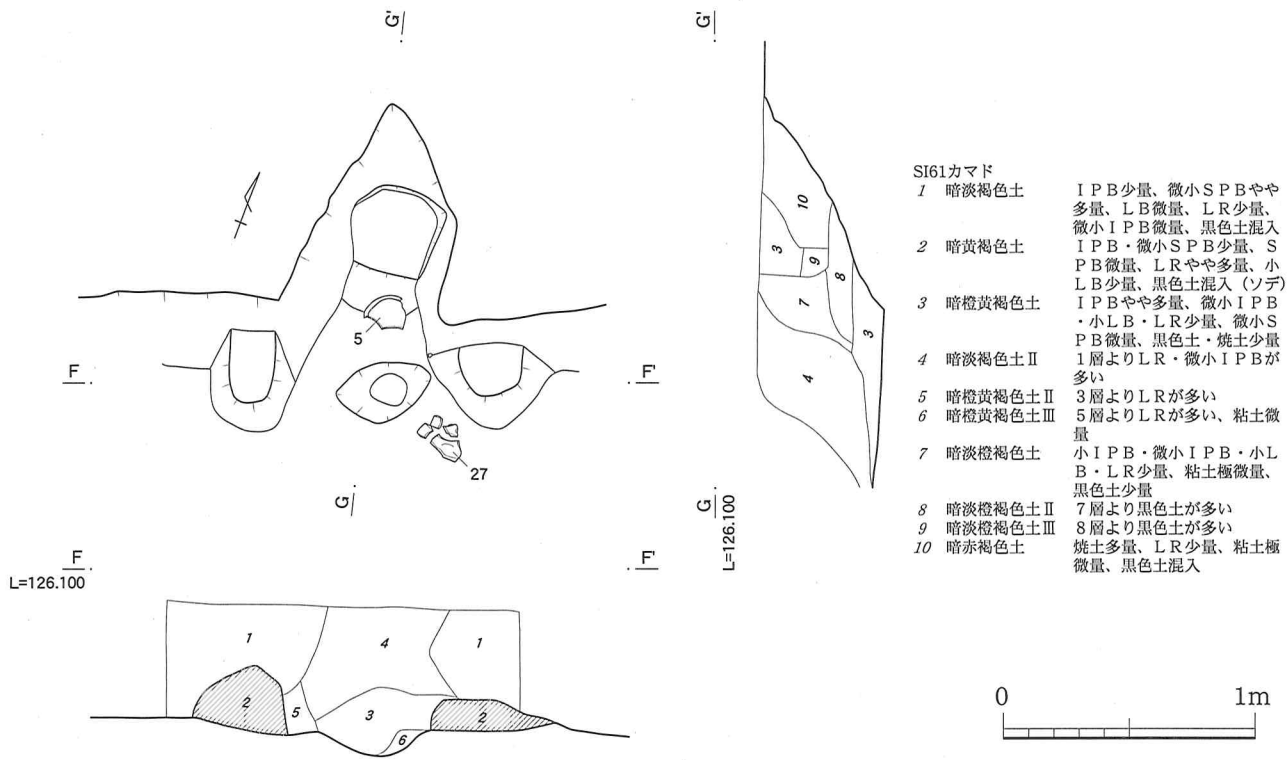 G'
G'
5
F
F'
27
G
G
L=126.100
F
F'
L=126.100
1
4
1
2
5
3
2
6
10
3
9
8
7
3
4
SI61カマド
1 暗淡褐色土 ＩＰＢ少量、微小ＳＰＢやや
多量、ＬＢ微量、ＬＲ少量、
微小ＩＰＢ微量、黒色土混入
2 暗黄褐色土 ＩＰＢ・微小ＳＰＢ少量、Ｓ
ＰＢ微量、ＬＲやや多量、小
ＬＢ少量、黒色土混入（ソデ）
3 暗橙黄褐色土 ＩＰＢやや多量、微小ＩＰＢ
・小ＬＢ・ＬＲ少量、微小Ｓ
ＰＢ微量、黒色土・焼土少量
4 暗淡褐色土Ⅱ 1層よりＬＲ・微小ＩＰＢが
多い
5 暗橙黄褐色土Ⅱ 3層よりＬＲが多い
6 暗橙黄褐色土Ⅲ 5層よりＬＲが多い、粘土微
量
7 暗淡橙褐色土 小ＩＰＢ・微小ＩＰＢ・小Ｌ
Ｂ・ＬＲ少量、粘土極微量、
黒色土少量
8 暗淡橙褐色土Ⅱ 7層より黒色土が多い
9 暗淡橙褐色土Ⅲ 8層より黒色土が多い
10 暗赤褐色土 焼土多量、ＬＲ少量、粘土極
微量、黒色土混入
0 1m